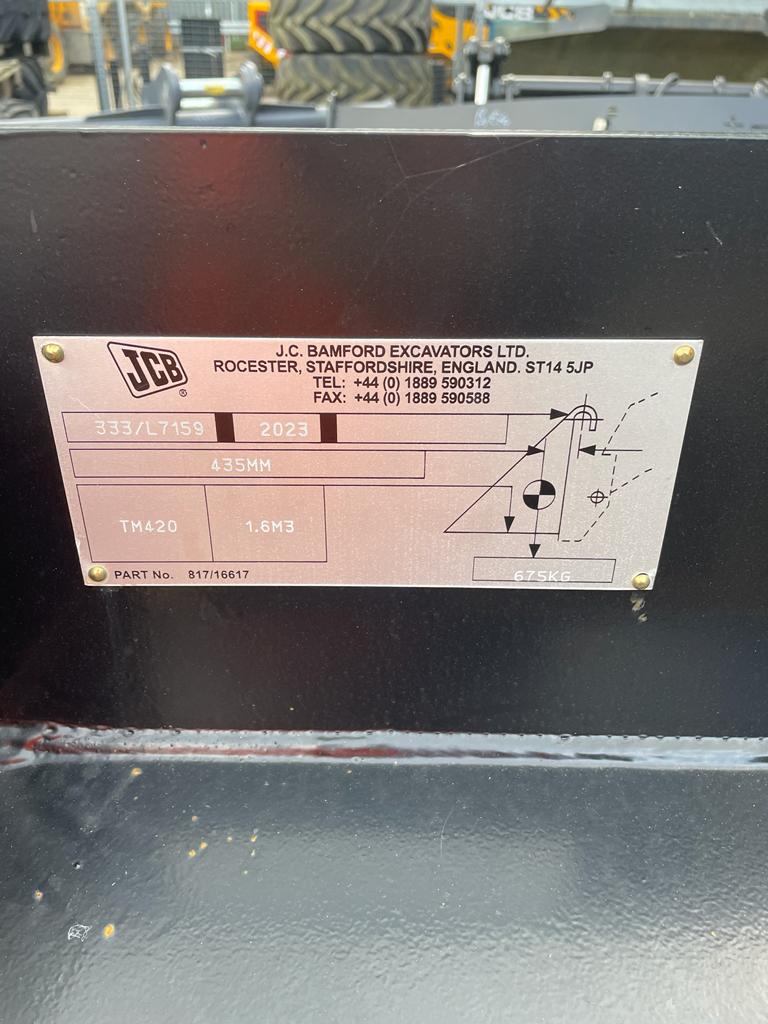 JCB
JCB ®
J.C. BAMFORD EXCAVATORS LTD.
ROCESTER, STAFFORDSHIRE, ENGLAND. ST14 5JP
TEL: +44 (0) 1889 590312
FAX: +44 (0) 1889 590588
333/L7159 2023
435MM
TM420 1.6M3
675KG
PART No. 817/16617